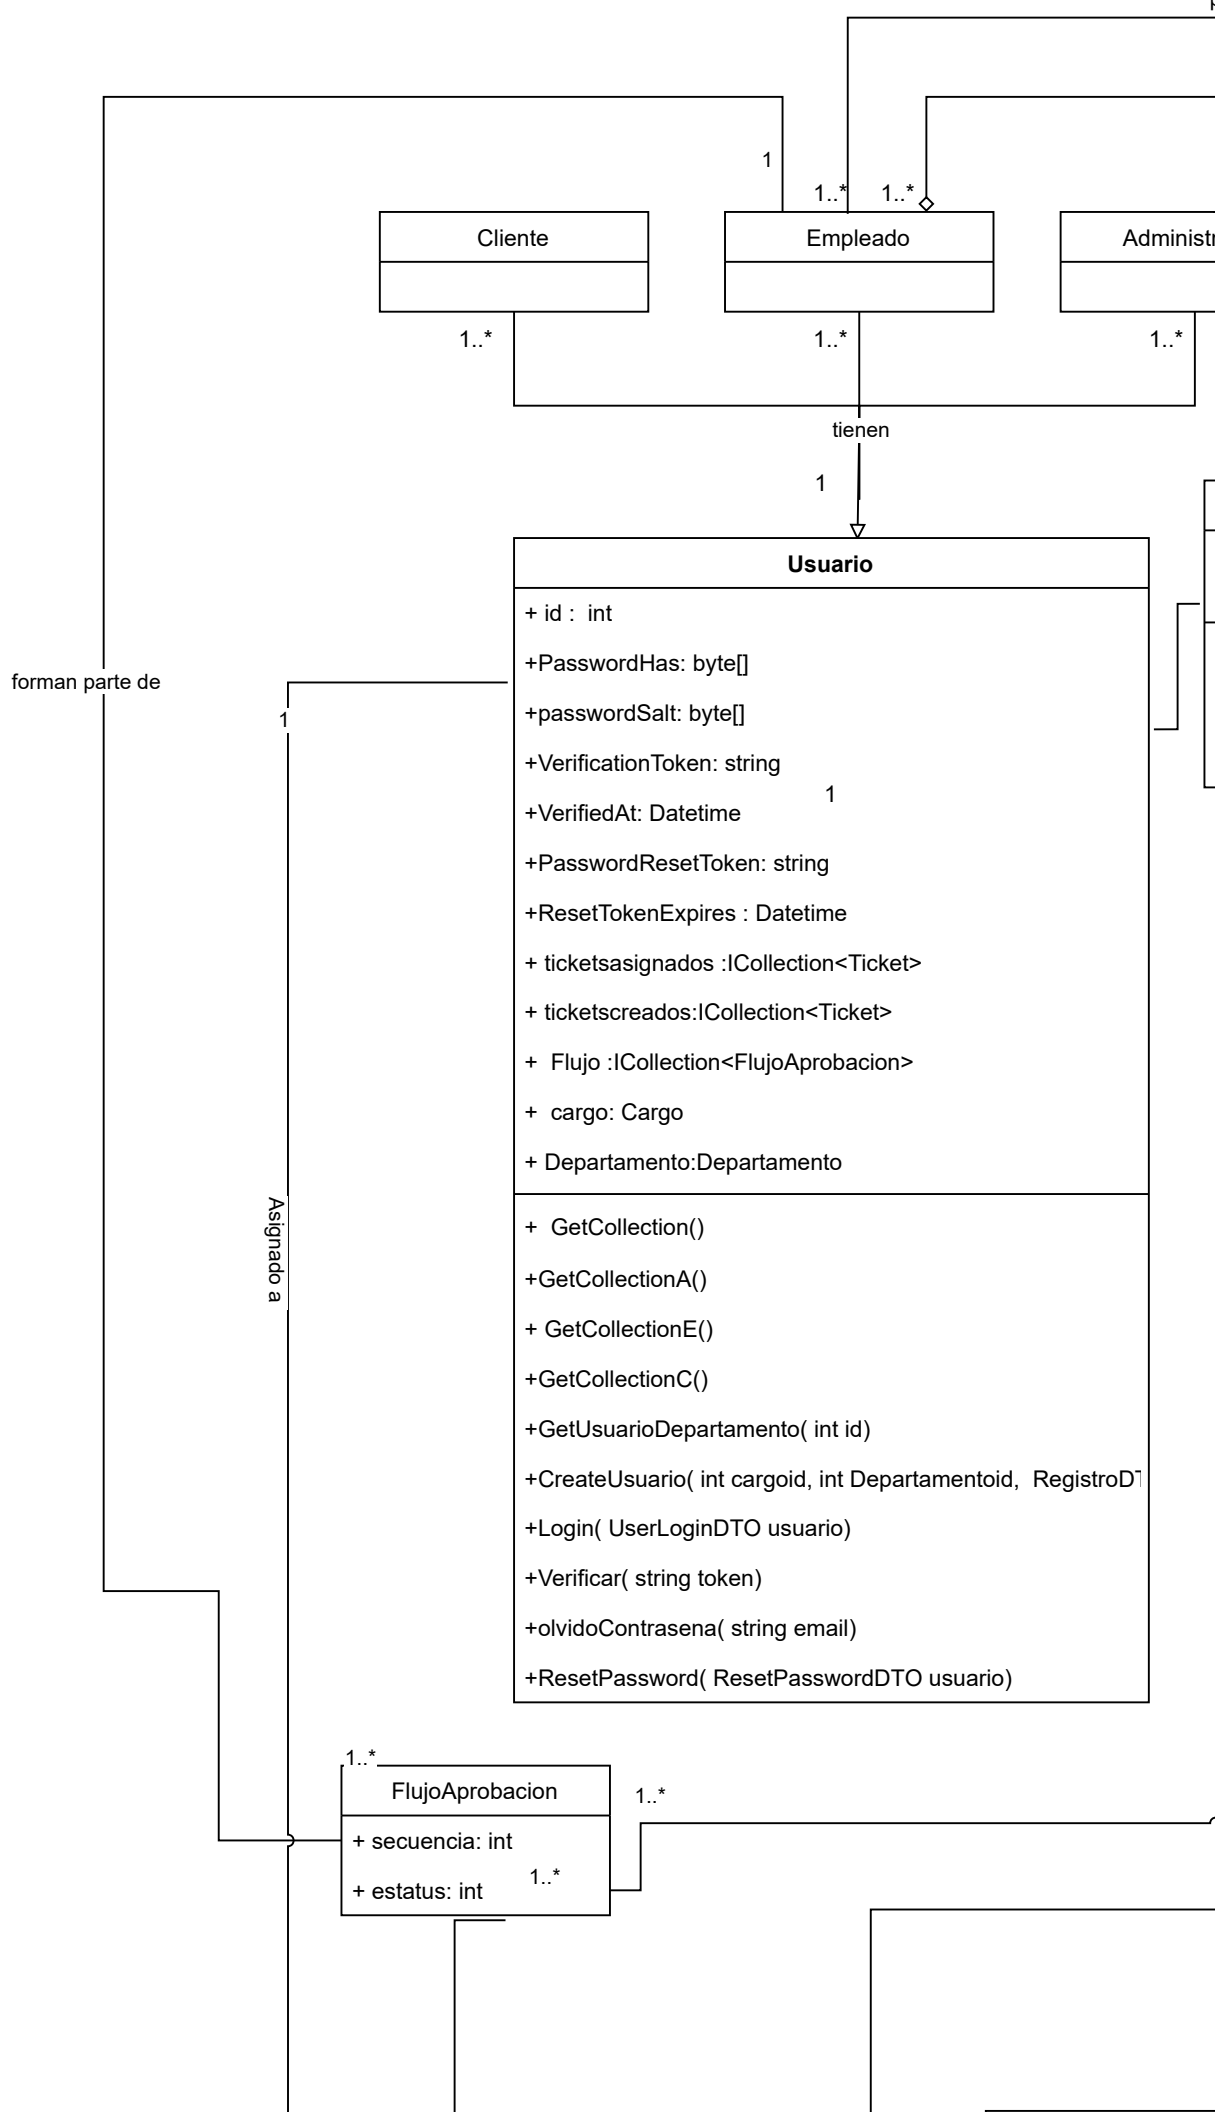 1
1..*
1..*
Cliente
Empleado
Administr
1..*
1..*
1..*
tienen
1
Usuario
+ id :  int
+PasswordHas: byte[]
forman parte de
+passwordSalt: byte[]
1
+VerificationToken: string
1
+VerifiedAt: Datetime
+PasswordResetToken: string
+ResetTokenExpires : Datetime
+ ticketsasignados :ICollection<Ticket>
+ ticketscreados:ICollection<Ticket>
+  Flujo :ICollection<FlujoAprobacion>
+  cargo: Cargo
+ Departamento:Departamento
Asignado a
+  GetCollection()
+GetCollectionA()
+ GetCollectionE()
+GetCollectionC()
+GetUsuarioDepartamento( int id)
+CreateUsuario( int cargoid, int Departamentoid,  RegistroDT
+Login( UserLoginDTO usuario)
+Verificar( string token)
+olvidoContrasena( string email)
+ResetPassword( ResetPasswordDTO usuario)
1..*
FlujoAprobacion
1..*
+ secuencia: int
1..*
+ estatus: int